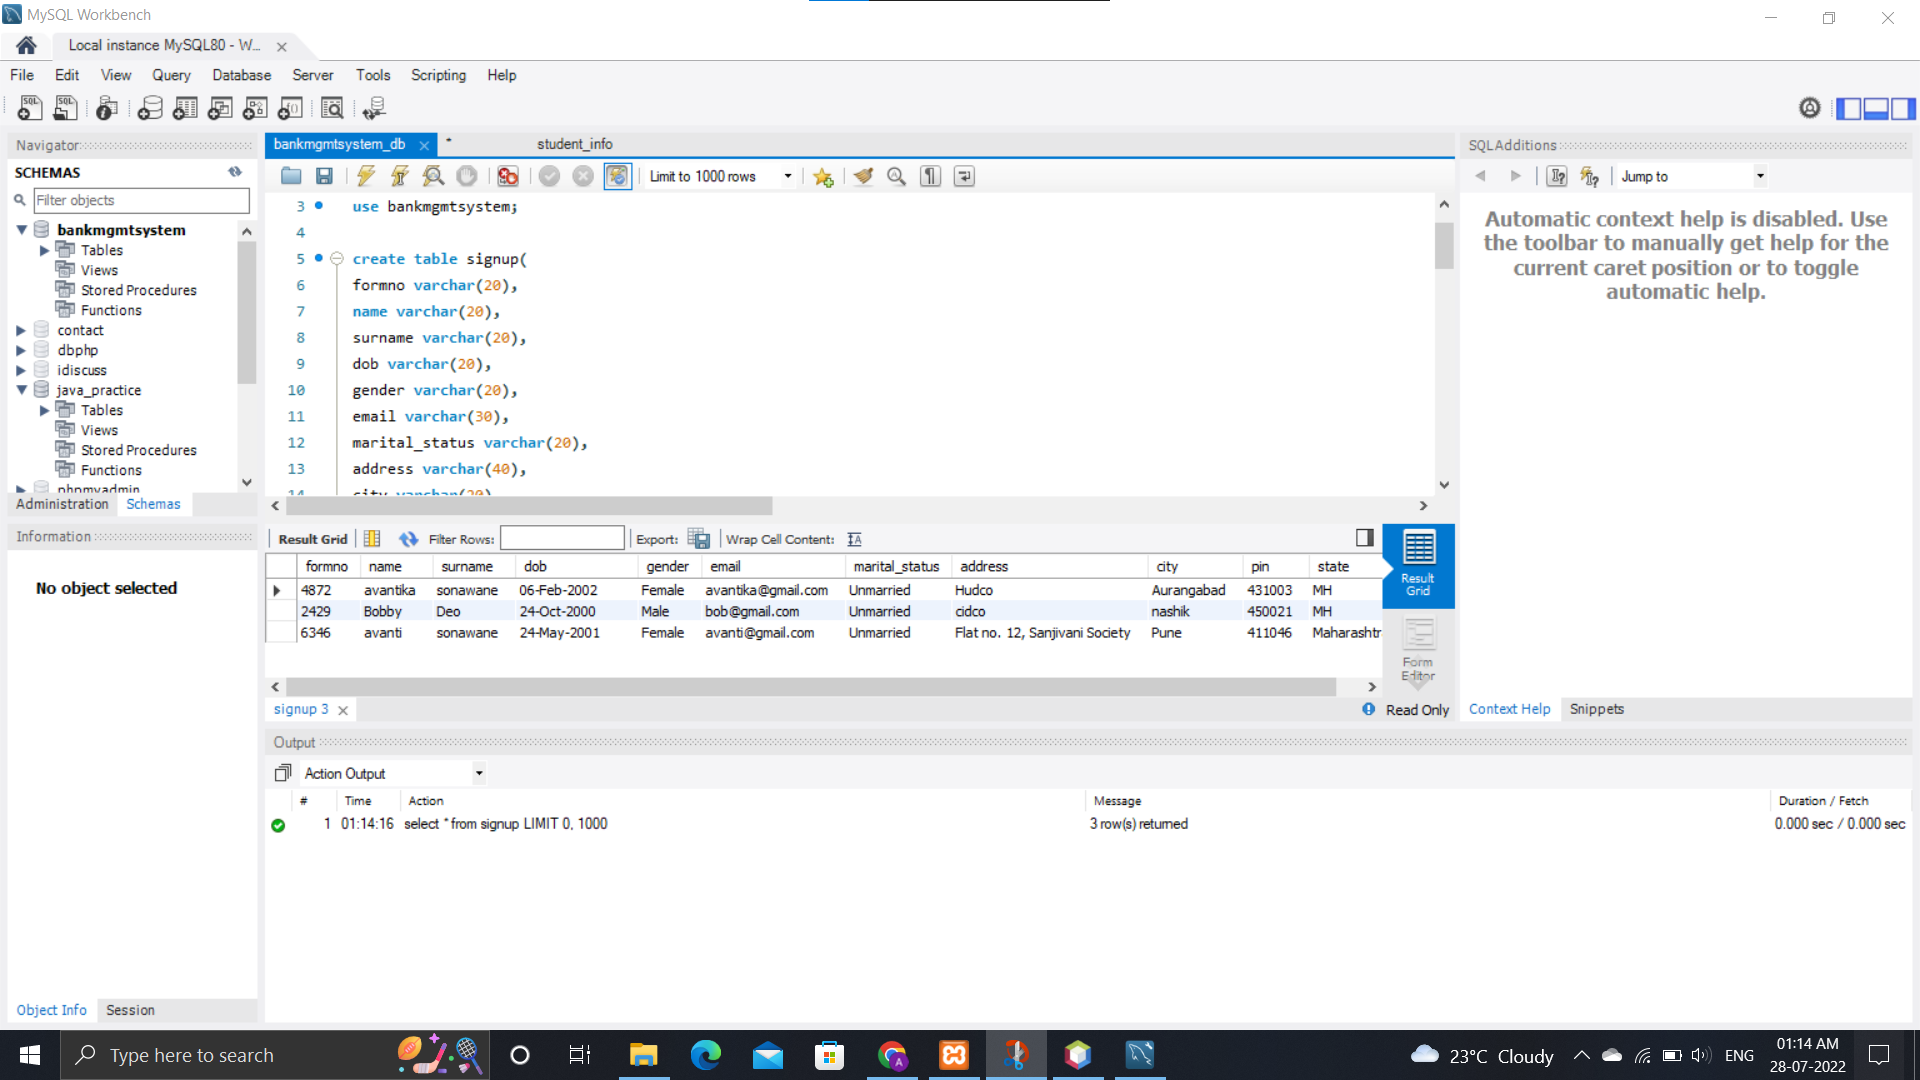 MySQL Workbench
Local instance MySQL80 - W...
File Edit View Query Database Server Tools Scripting Help
Navigator
SCHEMAS
Filter objects
bankmgmtsystem
Tables
Views
Stored Procedures
Functions
contact
dbphp
idiscuss
java_practice
Tables
Views
Stored Procedures
Functions
phpmyadmin
Administration Schemas
Information
No object selected
Object Info Session
bankmgmtsystem_db * student_info
Limit to 1000 rows
3 use bankmgmtsystem;
4
5 create table signup(
6 formno varchar(20),
7 name varchar(20),
8 surname varchar(20),
9 dob varchar(20),
10 gender varchar(20),
11 email varchar(30),
12 marital_status varchar(20),
13 address varchar(40),
14 city varchar(20)
Result Grid Filter Rows: Export: Wrap Cell Content:
formno name surname dob gender email marital_status address city pin state
4872 avantika sonawane 06-Feb-2002 Female avantika@gmail.com Unmarried Hudco Aurangabad 431003 MH
2429 Bobby Deo 24-Oct-2000 Male bob@gmail.com Unmarried cidco nashik 450021 MH
6346 avanti sonawane 24-May-2001 Female avanti@gmail.com Unmarried Flat no. 12, Sanjivani Society Pune 411046 Maharashtr
Result
Grid
Form
Editor
signup 3
Read Only
SQLAdditions
Jump to
Automatic context help is disabled. Use
the toolbar to manually get help for the
current caret position or to toggle
automatic help.
Context Help Snippets
Output
Action Output
# Time Action Message Duration / Fetch
1 01:14:16 select * from signup LIMIT 0, 1000 3 row(s) returned 0.000 sec / 0.000 sec
Type here to search
23°C Cloudy
ENG
01:14 AM
28-07-2022